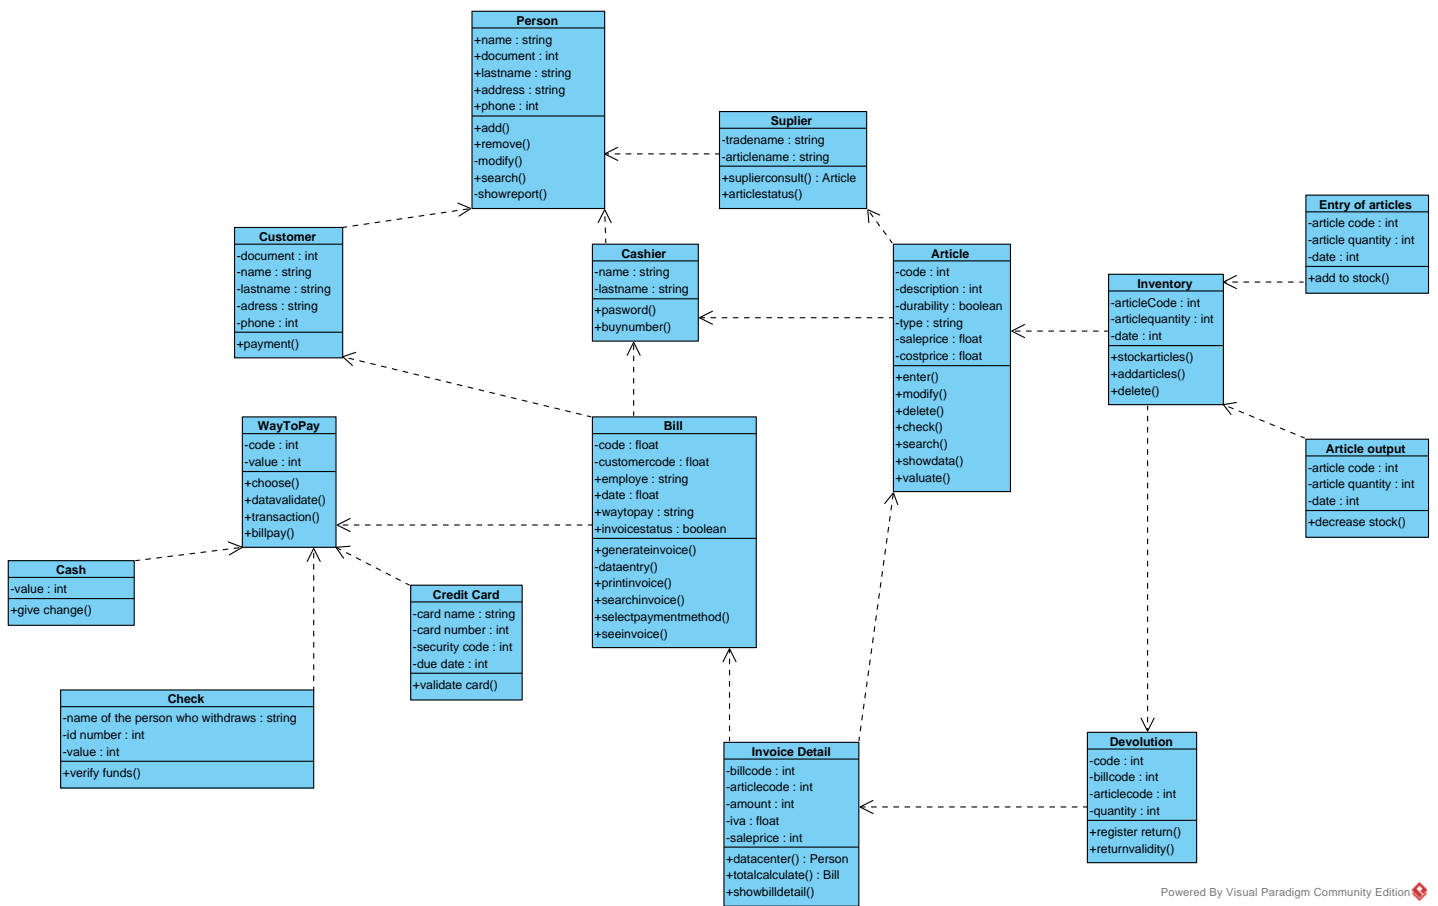 Person
+name : string
+document : int
+lastname : string
+address : string
+phone : int
+add()
+remove()
-modify()
+search()
-showreport()
Suplier
-tradename : string
-articlename : string
+suplierconsult() : Article
+articlestatus()
Entry of articles
-article code : int
-article quantity : int
-date : int
+add to stock()
Customer
-document : int
-name : string
-lastname : string
-adress : string
-phone : int
+payment()
Cashier
-name : string
-lastname : string
+pasword()
+buynumber()
Article
-code : int
-description : int
-durability : boolean
-type : string
-saleprice : float
-costprice : float
+enter()
+modify()
+delete()
+check()
+search()
+showdata()
+valuate()
Inventory
-articleCode : int
-articlequantity : int
-date : int
+stockarticles()
+addarticles()
+delete()
WayToPay
-code : int
-value : int
+choose()
+datavalidate()
+transaction()
+billpay()
Bill
-code : float
-customercode : float
+employe : string
+date : float
+waytopay : string
+invoicestatus : boolean
+generateinvoice()
-dataentry()
+printinvoice()
+searchinvoice()
+selectpaymentmethod()
+seeinvoice()
Article output
-article code : int
-article quantity : int
-date : int
+decrease stock()
Cash
-value : int
+give change()
Credit Card
-card name : string
-card number : int
-security code : int
-due date : int
+validate card()
Check
-name of the person who withdraws : string
-id number : int
-value : int
+verify funds()
Invoice Detail
-billcode : int
-articlecode : int
-amount : int
-iva : float
-saleprice : int
+datacenter() : Person
+totalcalculate() : Bill
+showbilldetail()
Devolution
-code : int
-billcode : int
-articlecode : int
-quantity : int
+register return()
+returnvalidity()
Powered By Visual Paradigm Community Edition